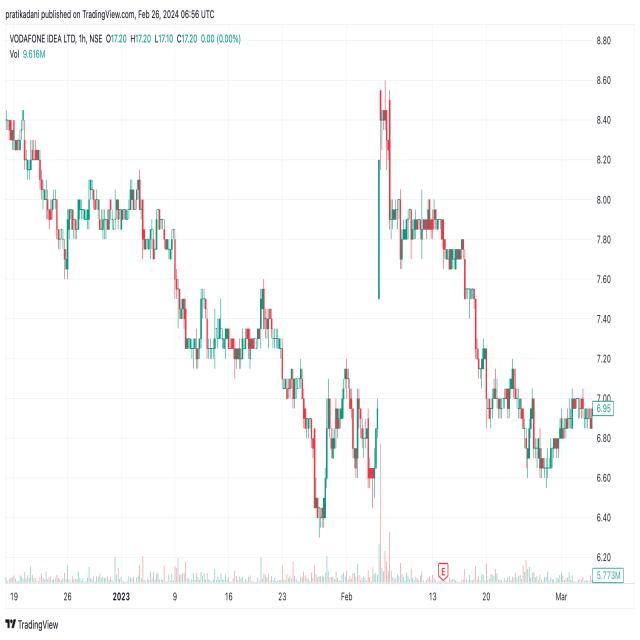 pratikadani published on TradingView.com, Feb 26, 2024 06:56 UTC
VODAFONE IDEA LTD, 1h, NSE O17.20 H17.20 L17.10 C17.20 0.00 (0.00%)
Vol 9.616M
8.80
8.60
8.40
8.20
8.00
7.80
7.60
7.40
7.20
7.00
6.95
6.80
6.60
6.40
6.20
5.773M
E
19 26 2023 9 16 23 Feb 13 20 Mar
TradingView